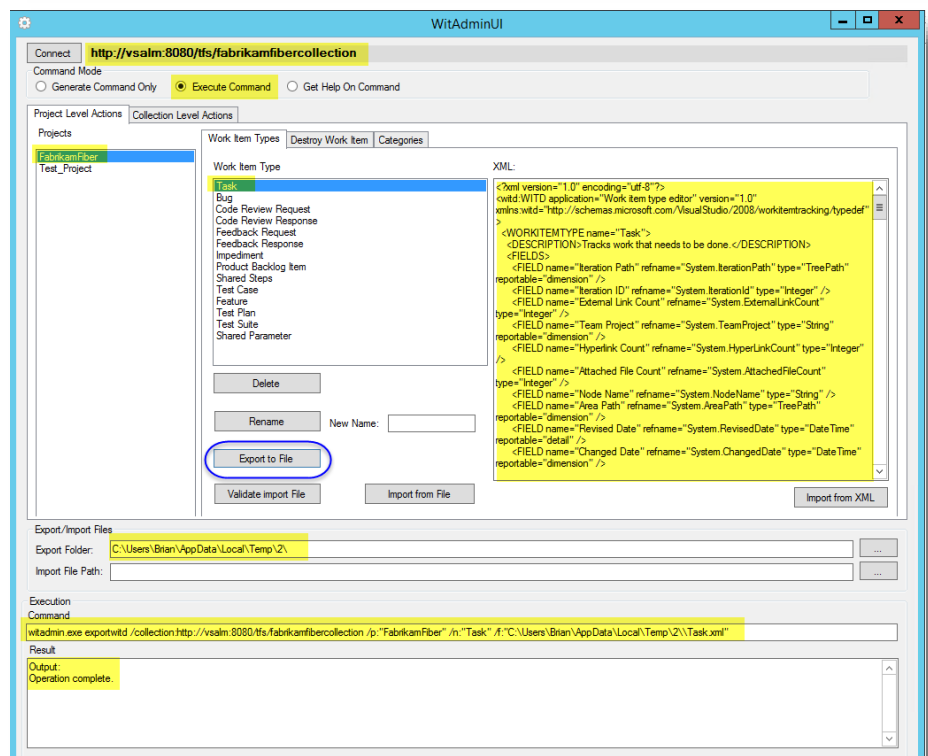 WitAdminUI
Connect http://vsalm:8080/tfs/fabrikamfibercollection
Command Mode
Generate Command Only Execute Command Get Help On Command
Project Level Actions Collection Level Actions
Projects
FabrikamFiber
Test_Project
Work Item Types Destroy Work Item Categories
Work Item Type
Task
Bug
Code Review Request
Code Review Response
Feedback Request
Feedback Response
Impediment
Product Backlog Item
Shared Steps
Test Case
Feature
Test Plan
Test Suite
Shared Parameter
Delete
Rename New Name:
Export to File
Validate import File Import from File
XML:
<?xml version="1.0" encoding="utf-8"?>
<witd:WITD application="Work item type editor" version="1.0"
xmlns:witd="http://schemas.microsoft.com/VisualStudio/2008/workitemtracking/typedef"
>
<WORKITEMTYPE name="Task">
<DESCRIPTION>Tracks work that needs to be done.</DESCRIPTION>
<FIELDS>
<FIELD name="Iteration Path" refname="System.IterationPath" type="TreePath"
reportable="dimension" />
<FIELD name="Iteration ID" refname="System.IterationId" type="Integer" />
<FIELD name="External Link Count" refname="System.ExternalLinkCount"
type="Integer" />
<FIELD name="Team Project" refname="System.TeamProject" type="String"
reportable="dimension" />
<FIELD name="Hyperlink Count" refname="System.HyperLinkCount" type="Integer"
/>
<FIELD name="Attached File Count" refname="System.AttachedFileCount"
type="Integer" />
<FIELD name="Node Name" refname="System.NodeName" type="String" />
<FIELD name="Area Path" refname="System.AreaPath" type="TreePath"
reportable="dimension" />
<FIELD name="Revised Date" refname="System.RevisedDate" type="DateTime"
reportable="detail" />
<FIELD name="Changed Date" refname="System.ChangedDate" type="DateTime"
reportable="dimension" />
Import from XML
Export/Import Files
Export Folder: C:\Users\Brian\AppData\Local\Temp\2\ ...
Import File Path: ...
Execution
Command
witadmin.exe exportwitd /collection:http://vsalm:8080/tfs/fabrikamfibercollection /p:"FabrikamFiber" /n:"Task" /f:"C:\Users\Brian\AppData\Local\Temp\2\\Task.xml"
Result
Output:
Operation complete.